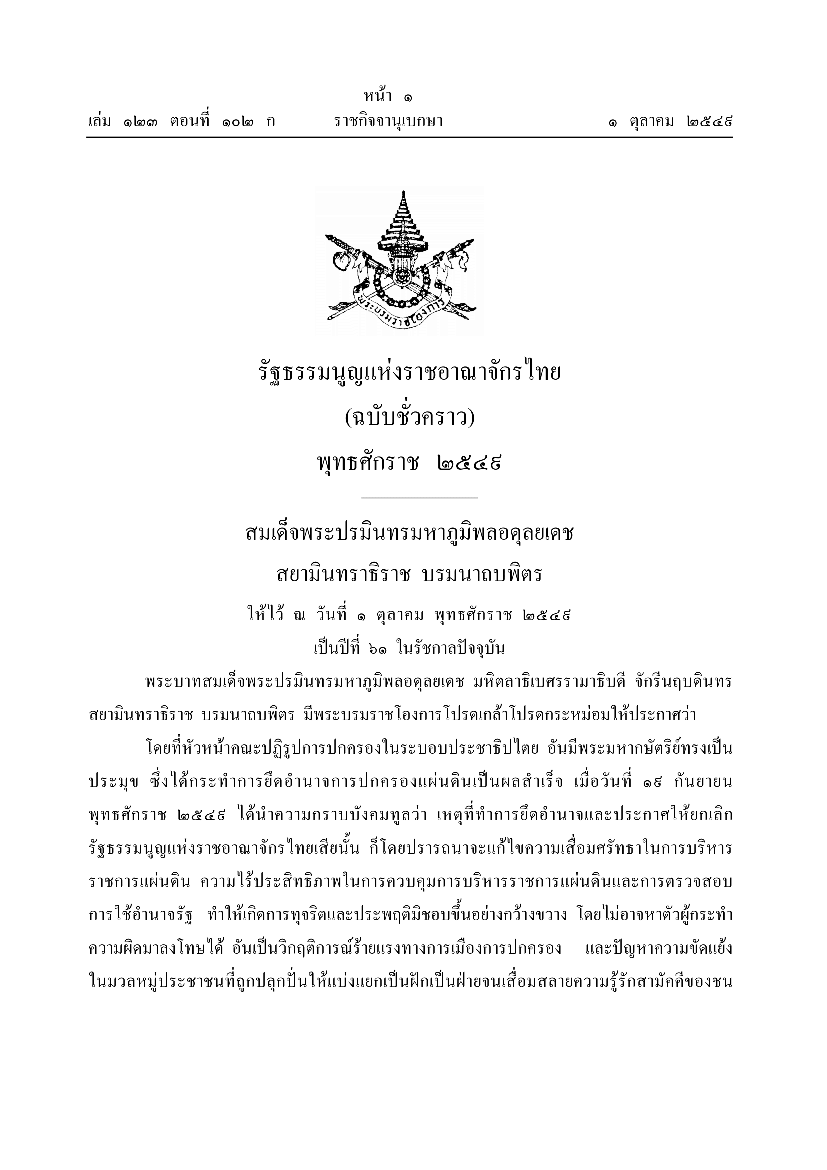 หน้า ๑
เล่ม ๑๒๓ ตอนที่ ๑๐๒ ก ราชกิจจานุเบกษา ๑ ตุลาคม ๒๕๔๙
พระบรมราชโองการ
รัฐธรรมนูญแห่งราชอาณาจักรไทย
(ฉบับชั่วคราว)
พุทธศักราช ๒๕๔๙
สมเด็จพระปรมินทรมหาภูมิพลอดุลยเดช
สยามินทราธิราช บรมนาถบพิตร
ให้ไว้ ณ วันที่ ๑ ตุลาคม พุทธศักราช ๒๕๔๙
เป็นปีที่ ๖๑ ในรัชกาลปัจจุบัน
พระบาทสมเด็จพระปรมินทรมหาภูมิพลอดุลยเดช มหิตลาธิเบศรรามาธิบดี จักรีนฤบดินทร
สยามินทราธิราช บรมนาถบพิตร มีพระบรมราชโองการโปรดเกล้าโปรดกระหม่อมให้ประกาศว่า
โดยที่หัวหน้าคณะปฏิรูปการปกครองในระบอบประชาธิปไตย อันมีพระมหากษัตริย์ทรงเป็น
ประมุข ซึ่งได้กระทำการยึดอำนาจการปกครองแผ่นดินเป็นผลสำเร็จ เมื่อวันที่ ๑๙ กันยายน
พุทธศักราช ๒๕๔๙ ได้นำความกราบบังคมทูลว่า เหตุที่ทำการยึดอำนาจและประกาศให้ยกเลิก
รัฐธรรมนูญแห่งราชอาณาจักรไทยเสียนั้น ก็โดยปรารถนาจะแก้ไขความเสื่อมศรัทธาในการบริหาร
ราชการแผ่นดิน ความไร้ประสิทธิภาพในการควบคุมการบริหารราชการแผ่นดินและการตรวจสอบ
การใช้อำนาจรัฐ ทำให้เกิดการทุจริตและประพฤติมิชอบขึ้นอย่างกว้างขวาง โดยไม่อาจหาตัวผู้กระทำ
ความผิดมาลงโทษได้ อันเป็นวิกฤติการณ์ร้ายแรงทางการเมืองการปกครอง และปัญหาความขัดแย้ง
ในมวลหมู่ประชาชนที่ถูกปลุกปั่นให้แบ่งแยกเป็นฝักเป็นฝ่ายจนเสื่อมสลายความรู้รักสามัคคีของชน